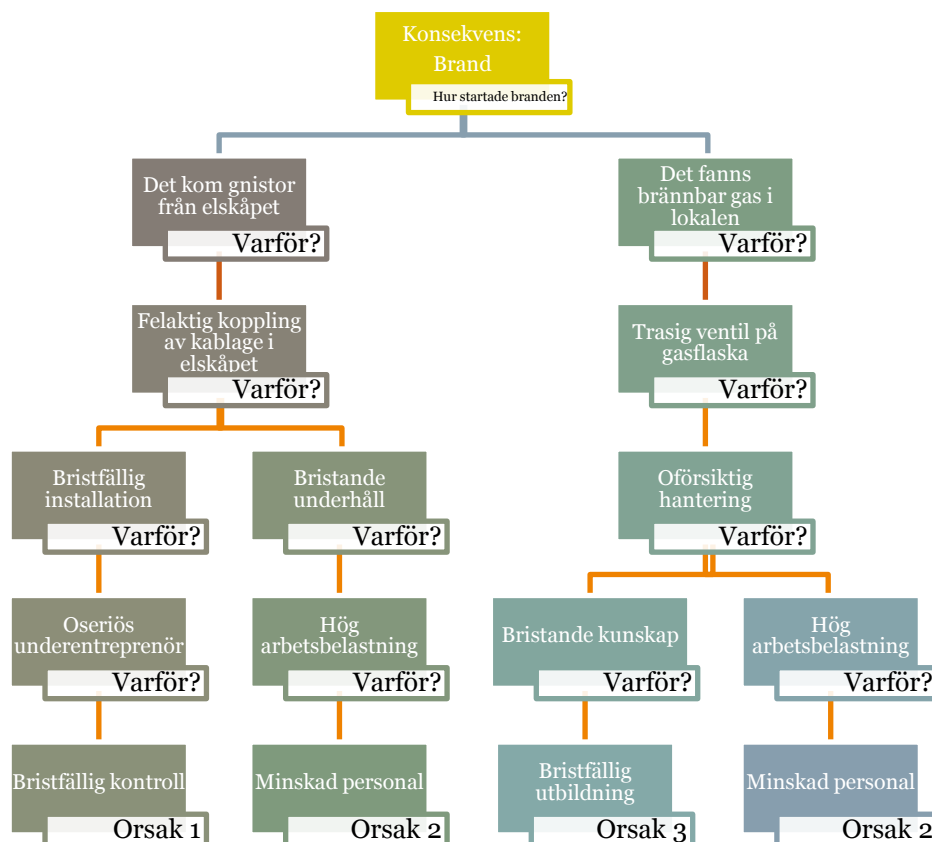 Konsekvens:
Brand
Hur startade branden?
Det kom gnistor
från elskåpet
Varför?
Det fanns
brännbar gas i
lokalen
Varför?
Felaktig koppling
av kablage i
elskåpet
Varför?
Trasig ventil på
gasflaska
Varför?
Bristfällig
installation
Varför?
Bristande
underhåll
Varför?
Oförsiktig
hantering
Varför?
Oseriös
underentreprenör
Varför?
Hög
arbetsbelastning
Varför?
Bristande kunskap
Varför?
Hög
arbetsbelastning
Varför?
Bristfällig kontroll
Orsak 1
Minskad personal
Orsak 2
Bristfällig
utbildning
Orsak 3
Minskad personal
Orsak 2